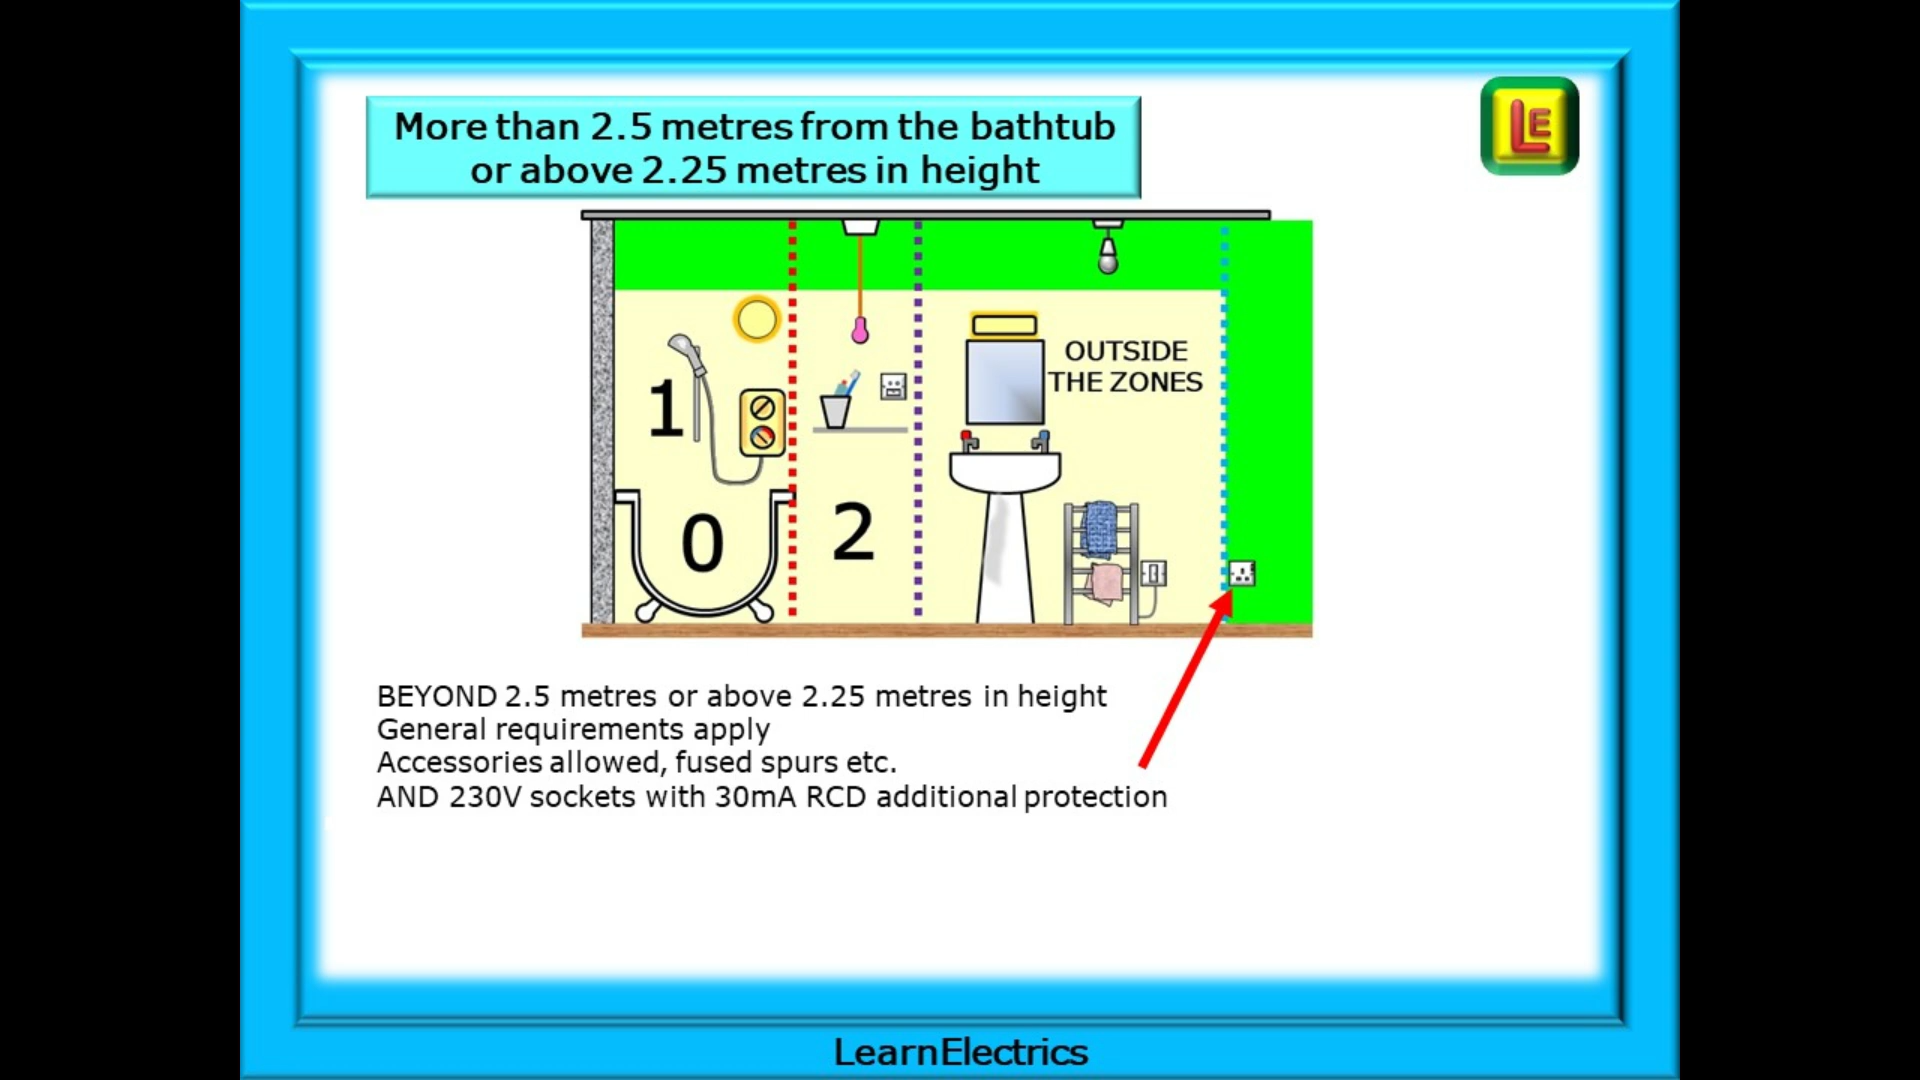 More than 2.5 metres from the bathtub
or above 2.25 metres in height
LE
OUTSIDE
THE ZONES
1
0
2
BEYOND 2.5 metres or above 2.25 metres in height
General requirements apply
Accessories allowed, fused spurs etc.
AND 230V sockets with 30mA RCD additional protection
LearnElectrics